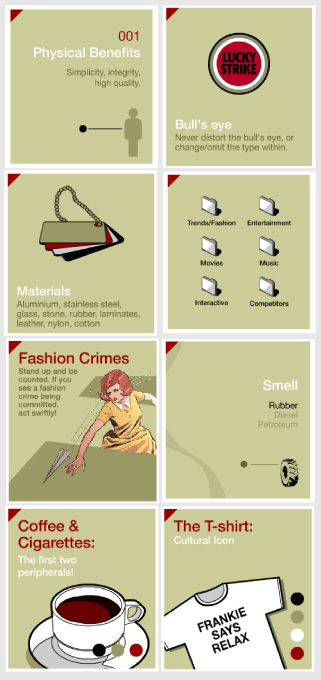 001
Physical Benefits
Simplicity, integrity,
high quality.
LUCKY
STRIKE
Bull's eye
Never distort the bull's eye, or
change/omit the type within.
Materials
Aluminium, stainless steel,
glass, stone, rubber, laminates,
leather, nylon, cotton
Trends/Fashion Entertainment
Movies Music
Interactive Competitors
Fashion Crimes
Stand up and be
counted. If you
see a fashion
crime being
committed,
act swiftly!
Smell
Rubber
Diesel
Petroleum
Coffee &
Cigarettes:
The first two
peripherals!
The T-shirt:
Cultural Icon
FRANKIE
SAYS
RELAX